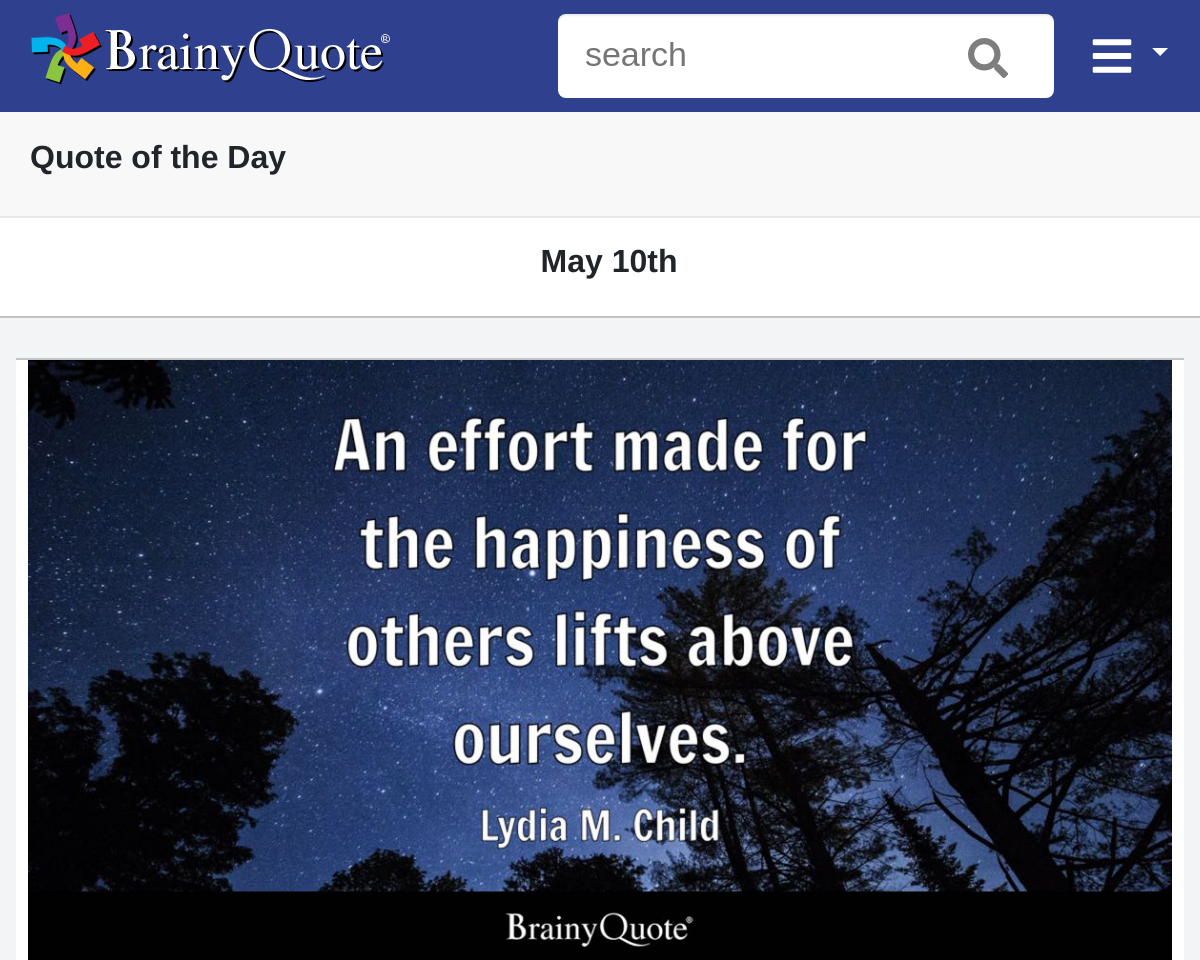 BrainyQuote®
search
Quote of the Day
May 10th
An effort made for
the happiness of
others lifts above
ourselves.
Lydia M. Child
BrainyQuote®